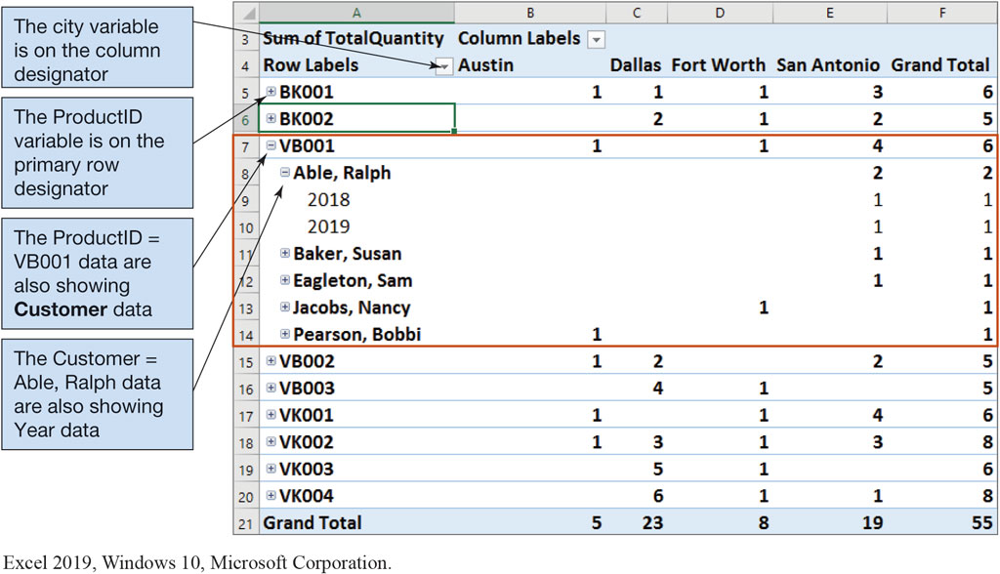 The city variable
is on the column
designator
The ProductID
variable is on the
primary row
designator
The ProductID =
VB001 data are
also showing
Customer data
The Customer =
Able, Ralph data
are also showing
Year data
A B C D E F
3 Sum of TotalQuantity Column Labels
4 Row Labels Austin Dallas Fort Worth San Antonio Grand Total
5 BK001 1 1 1 3 6
6 BK002 2 1 2 5
7 VB001 1 1 4 6
8 Able, Ralph 2 2
9 2018 1 1
10 2019 1 1
11 Baker, Susan 1 1
12 Eagleton, Sam 1 1
13 Jacobs, Nancy 1 1
14 Pearson, Bobbi 1 1
15 VB002 1 2 2 5
16 VB003 4 1 5
17 VK001 1 1 4 6
18 VK002 1 3 1 3 8
19 VK003 5 1 6
20 VK004 6 1 1 8
21 Grand Total 5 23 8 19 55
Excel 2019, Windows 10, Microsoft Corporation.